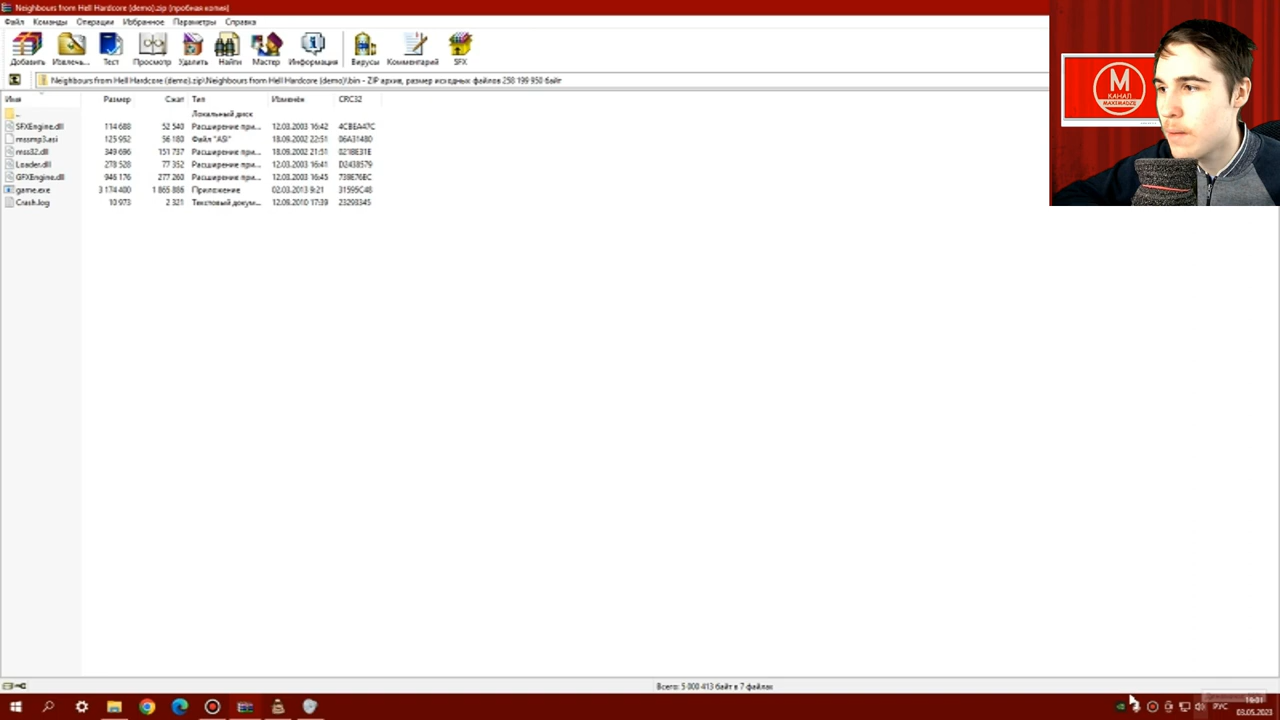 Neighbours from Hell Hardcore (demo).zip (пробная копия)
Файл Команды Операции Избранное Параметры Справка
Добавить Извлечь... Тест Просмотр Удалить Найти Мастер Информация Вирусы Комментарий SFX
Neighbours from Hell Hardcore (demo).zip\Neighbours from Hell Hardcore (demo)\bin - ZIP архив, размер исходных файлов 258 199 950 байт
Имя Размер Сжат Тип Изменён CRC32
.. Локальный диск
SFXEngine.dll 114 688 52 540 Расширение при... 12.03.2003 16:42 4CBEA47C
mssmp3.asi 125 952 56 180 Файл "ASI" 18.09.2002 22:51 06A31480
mss32.dll 349 696 151 737 Расширение при... 18.09.2002 21:51 021BE31E
Loader.dll 278 528 77 352 Расширение при... 12.03.2003 16:41 D2438579
GFXEngine.dll 946 176 277 260 Расширение при... 12.03.2003 16:45 739E76BC
game.exe 3 174 400 1 865 886 Приложение 02.03.2013 9:21 31595C48
Crash.log 10 973 2 321 Текстовый докум... 12.09.2010 17:39 23293345
М
КАНАЛ
MAXIMADZE
Всего: 5 000 413 байт в 7 файлах
РУС
19:01
03.05.2023